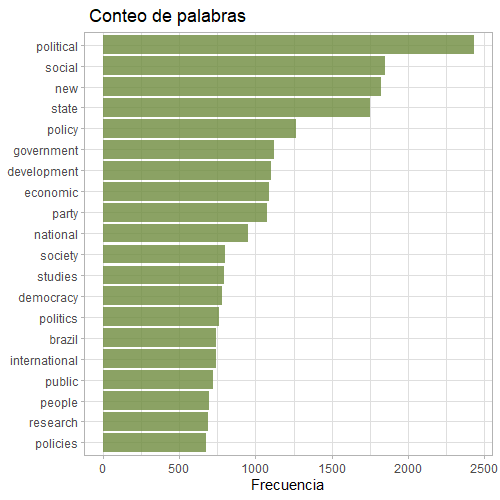 Conteo de palabras
political
social
new
state
policy
government
development
economic
party
national
society
studies
democracy
politics
brazil
international
public
people
research
policies
0 500 1000 1500 2000 2500
Frecuencia